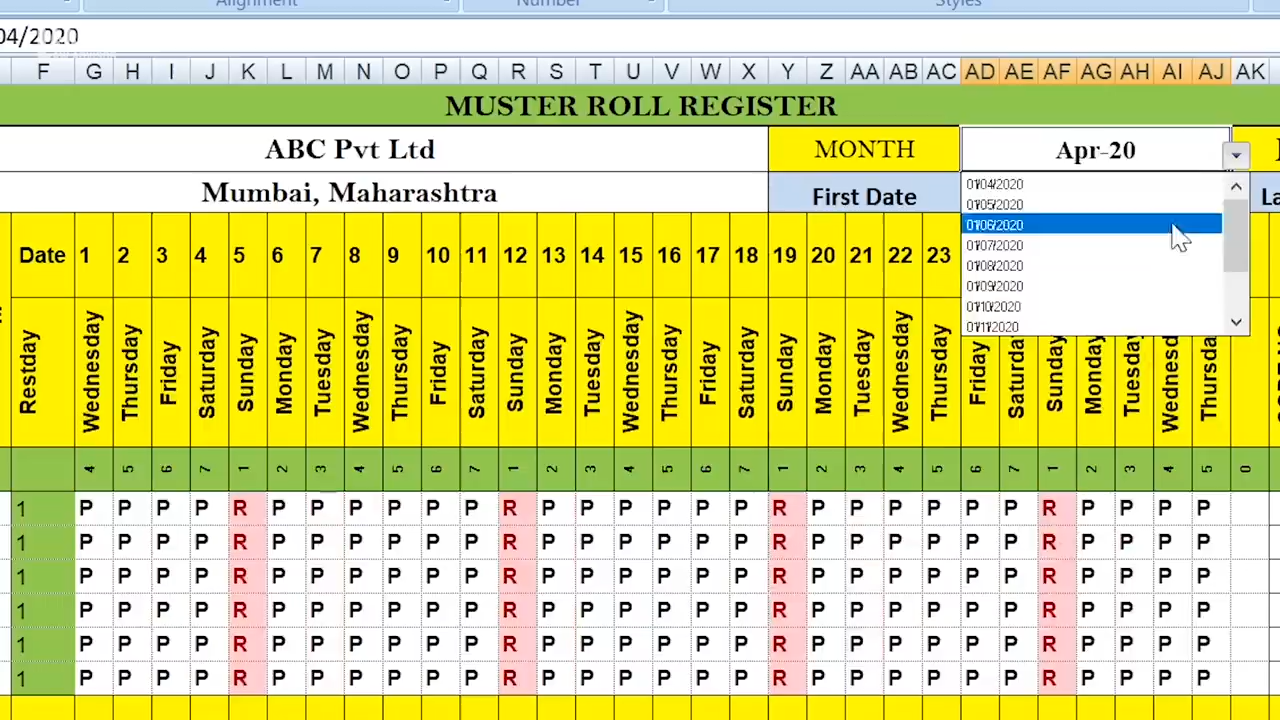 Alignment Number Styles
04/2020
F G H I J K L M N O P Q R S T U V W X Y Z AA AB AC AD AE AF AG AH AI AJ AK
MUSTER ROLL REGISTER
ABC Pvt Ltd MONTH Apr-20
Mumbai, Maharashtra First Date
01/04/2020
01/05/2020
01/06/2020
01/07/2020
01/08/2020
01/09/2020
01/10/2020
01/11/2020
Date 1 2 3 4 5 6 7 8 9 10 11 12 13 14 15 16 17 18 19 20 21 22 23
Restday Wednesday Thursday Friday Saturday Sunday Monday Tuesday Wednesday Thursday Friday Saturday Sunday Monday Tuesday Wednesday Thursday Friday Saturday Sunday Monday Tuesday Wednesday Thursday Friday Saturday Sunday Monday Tuesday Wednesday Thursday
4 5 6 7 1 2 3 4 5 6 7 1 2 3 4 5 6 7 1 2 3 4 5 6 7 1 2 3 4 5 0
1 P P P P R P P P P P P R P P P P P P R P P P P P P R P P P P
1 P P P P R P P P P P P R P P P P P P R P P P P P P R P P P P
1 P P P P R P P P P P P R P P P P P P R P P P P P P R P P P P
1 P P P P R P P P P P P R P P P P P P R P P P P P P R P P P P
1 P P P P R P P P P P P R P P P P P P R P P P P P P R P P P P
1 P P P P R P P P P P P R P P P P P P R P P P P P P R P P P P